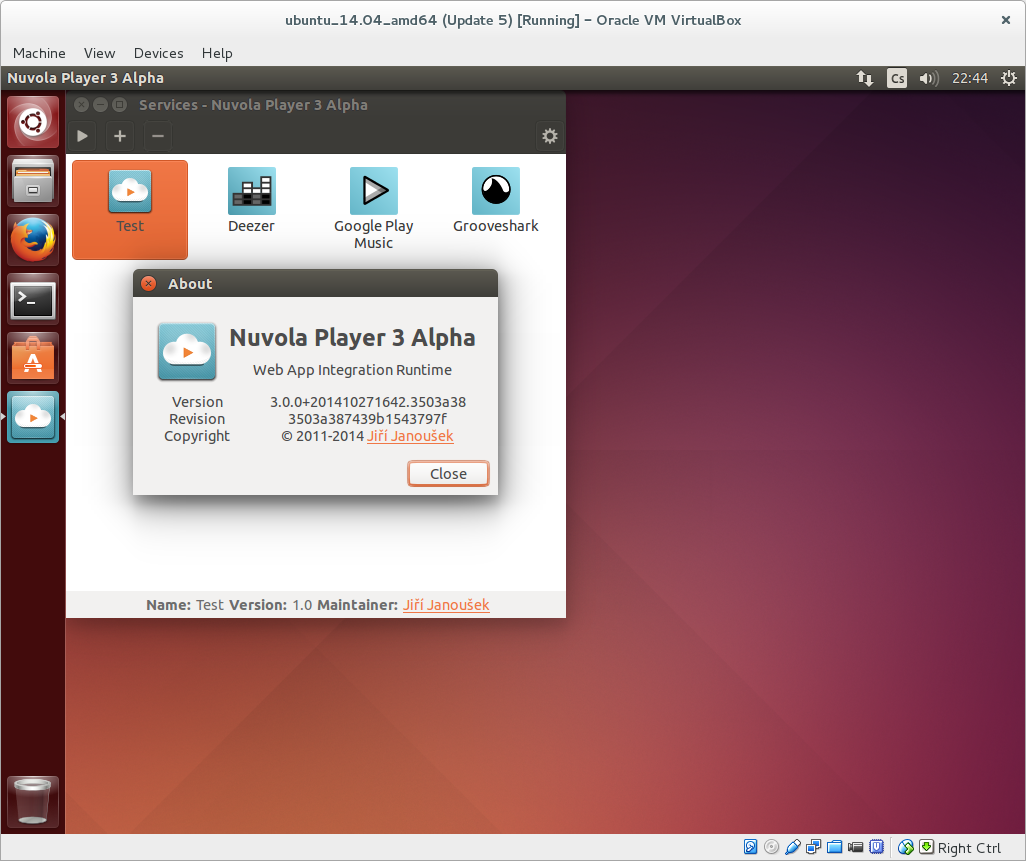 ubuntu_14.04_amd64 (Update 5) [Running] – Oracle VM VirtualBox
Machine View Devices Help
Nuvola Player 3 Alpha Cs 22:44
Services - Nuvola Player 3 Alpha
Test
Deezer
Google Play
Music
Grooveshark
About
Nuvola Player 3 Alpha
Web App Integration Runtime
Version 3.0.0+201410271642.3503a38
Revision 3503a387439b1543797f
Copyright © 2011-2014 Jiří Janoušek
Close
Name: Test Version: 1.0 Maintainer: Jiří Janoušek
Right Ctrl